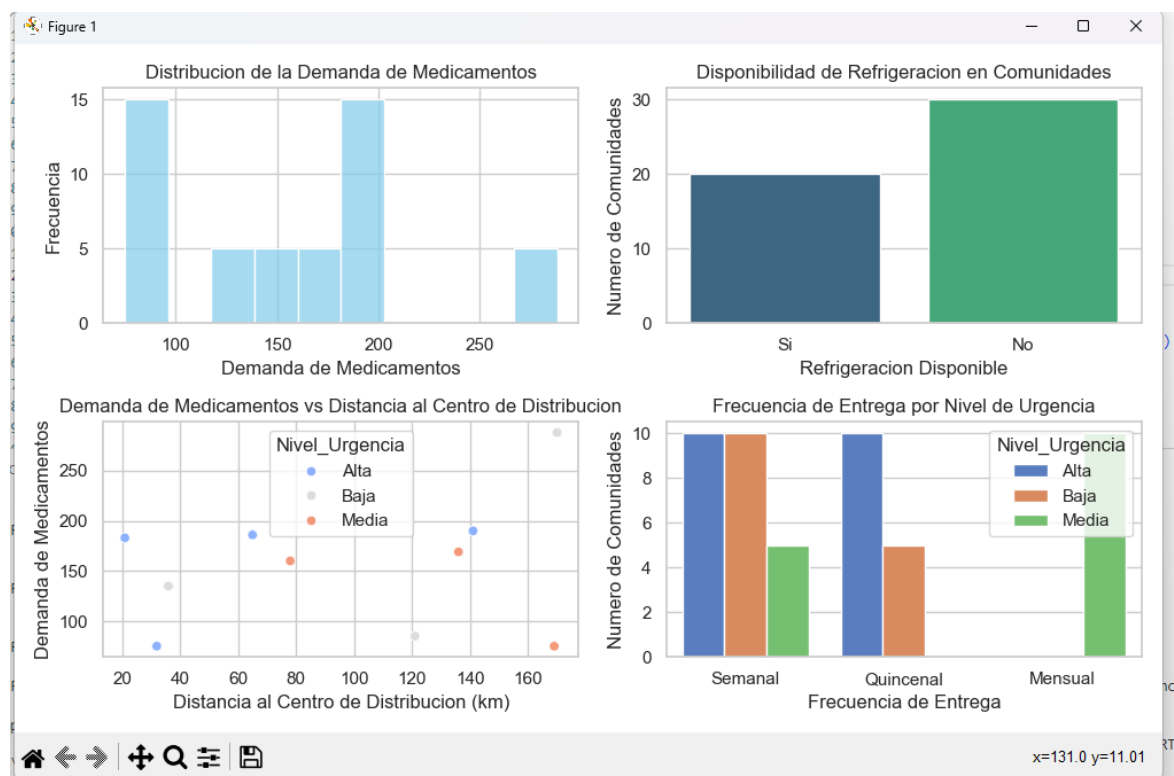 Figure 1
Distribucion de la Demanda de Medicamentos
15
10
5
0
Frecuencia
100 150 200 250
Demanda de Medicamentos
Disponibilidad de Refrigeracion en Comunidades
30
20
10
0
Numero de Comunidades
Si No
Refrigeracion Disponible
Demanda de Medicamentos vs Distancia al Centro de Distribucion
250
200
150
100
Demanda de Medicamentos
Nivel_Urgencia
Alta
Baja
Media
20 40 60 80 100 120 140 160
Distancia al Centro de Distribucion (km)
Frecuencia de Entrega por Nivel de Urgencia
10
8
6
4
2
0
Numero de Comunidades
Nivel_Urgencia
Alta
Baja
Media
Semanal Quincenal Mensual
Frecuencia de Entrega
x=131.0 y=11.01